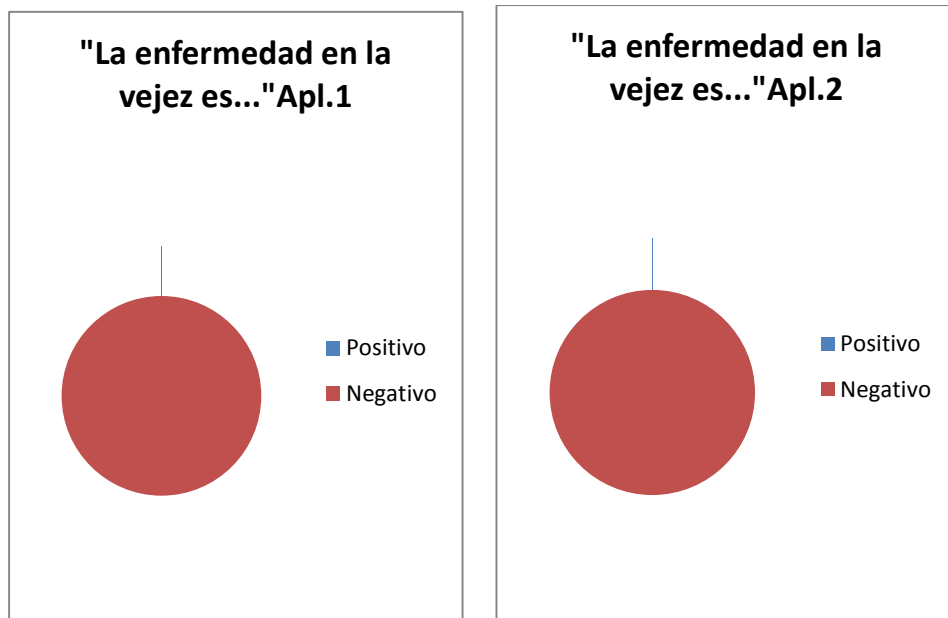 "La enfermedad en la
vejez es..."Apl.1
Positivo
Negativo
"La enfermedad en la
vejez es..."Apl.2
Positivo
Negativo